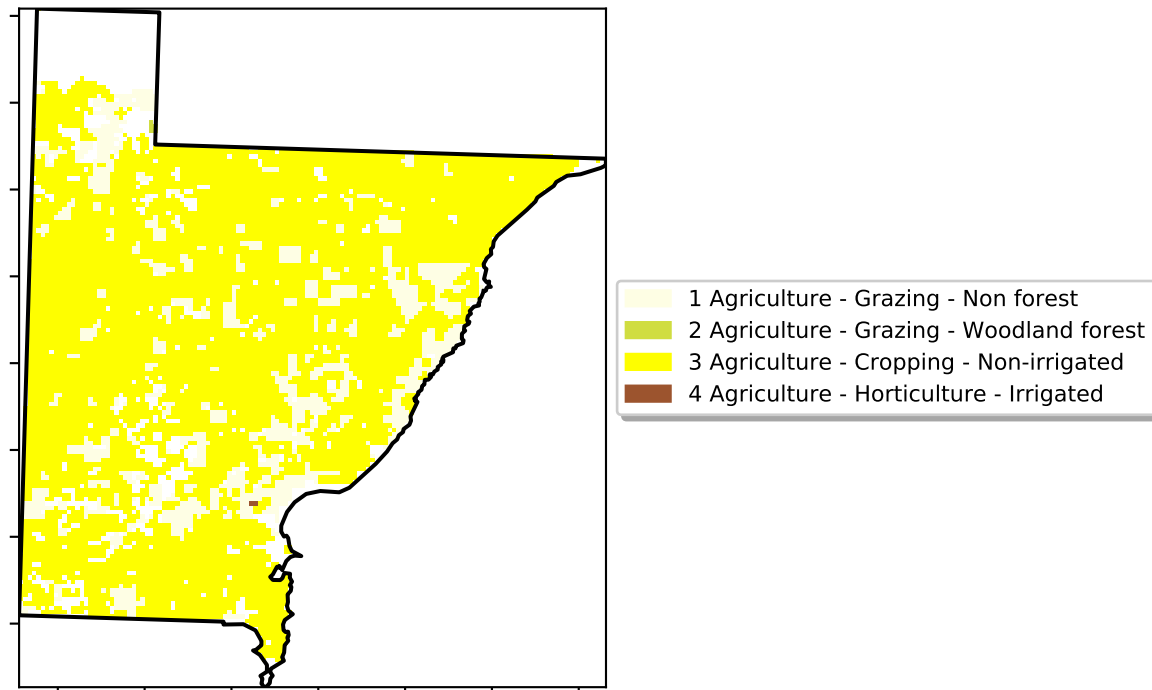 1 Agriculture - Grazing - Non forest
2 Agriculture - Grazing - Woodland forest
3 Agriculture - Cropping - Non-irrigated
4 Agriculture - Horticulture - Irrigated